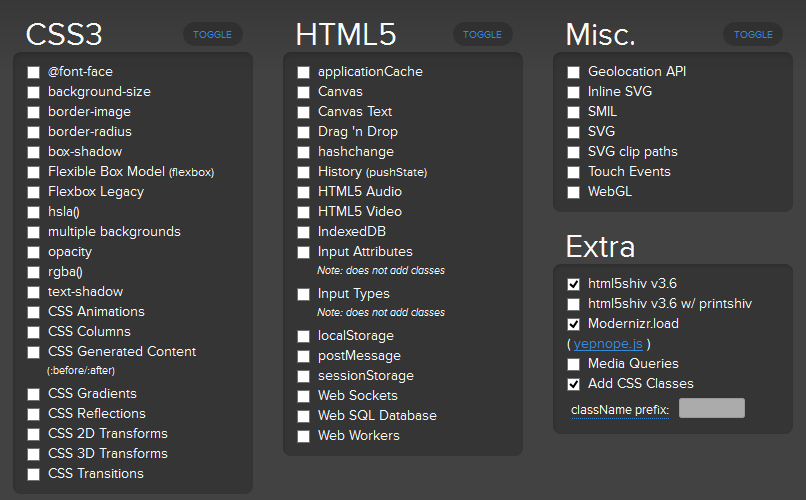 CSS3
TOGGLE
@font-face
background-size
border-image
border-radius
box-shadow
Flexible Box Model (flexbox)
Flexbox Legacy
hsla()
multiple backgrounds
opacity
rgba()
text-shadow
CSS Animations
CSS Columns
CSS Generated Content
(:before/:after)
CSS Gradients
CSS Reflections
CSS 2D Transforms
CSS 3D Transforms
CSS Transitions
HTML5
TOGGLE
applicationCache
Canvas
Canvas Text
Drag 'n Drop
hashchange
History (pushState)
HTML5 Audio
HTML5 Video
IndexedDB
Input Attributes
Note: does not add classes
Input Types
Note: does not add classes
localStorage
postMessage
sessionStorage
Web Sockets
Web SQL Database
Web Workers
Misc.
TOGGLE
Geolocation API
Inline SVG
SMIL
SVG
SVG clip paths
Touch Events
WebGL
Extra
html5shiv v3.6
html5shiv v3.6 w/ printshiv
Modernizr.load
( yepnope.js )
Media Queries
Add CSS Classes
className prefix: